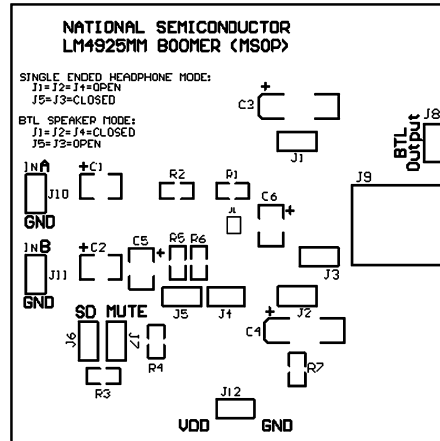 NATIONAL SEMICONDUCTOR
LM4925MM BOOMER (MSOP)
SINGLE ENDED HEADPHONE MODE:
J1=J2=J4=OPEN
J5=J3=CLOSED
BTL SPEAKER MODE:
J1=J2=J4=CLOSED
J5=J3=OPEN
C3
J1
J8
BTL
Output
J9
INA
+C1
R2
R1
J10
GND
C6
INB
+C2
C5
R5
R6
J11
GND
J3
J5
J4
J2
SD MUTE
J6
J7
R4
C4
R3
R7
J12
VDD
GND